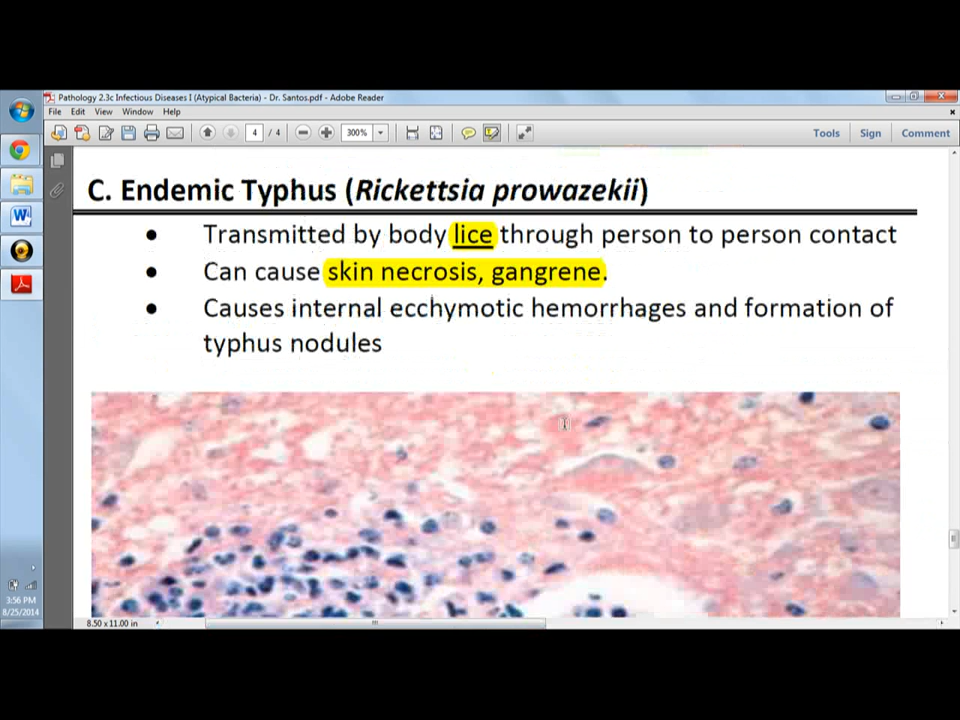 Pathology 2.3c Infectious Diseases I (Atypical Bacteria) - Dr. Santos.pdf - Adobe Reader
File Edit View Window Help
4 / 4 300% Tools Sign Comment
C. Endemic Typhus (Rickettsia prowazekii)
• Transmitted by body lice through person to person contact
• Can cause skin necrosis, gangrene.
• Causes internal ecchymotic hemorrhages and formation of
typhus nodules
3:56 PM
8/25/2014
8.50 x 11.00 in